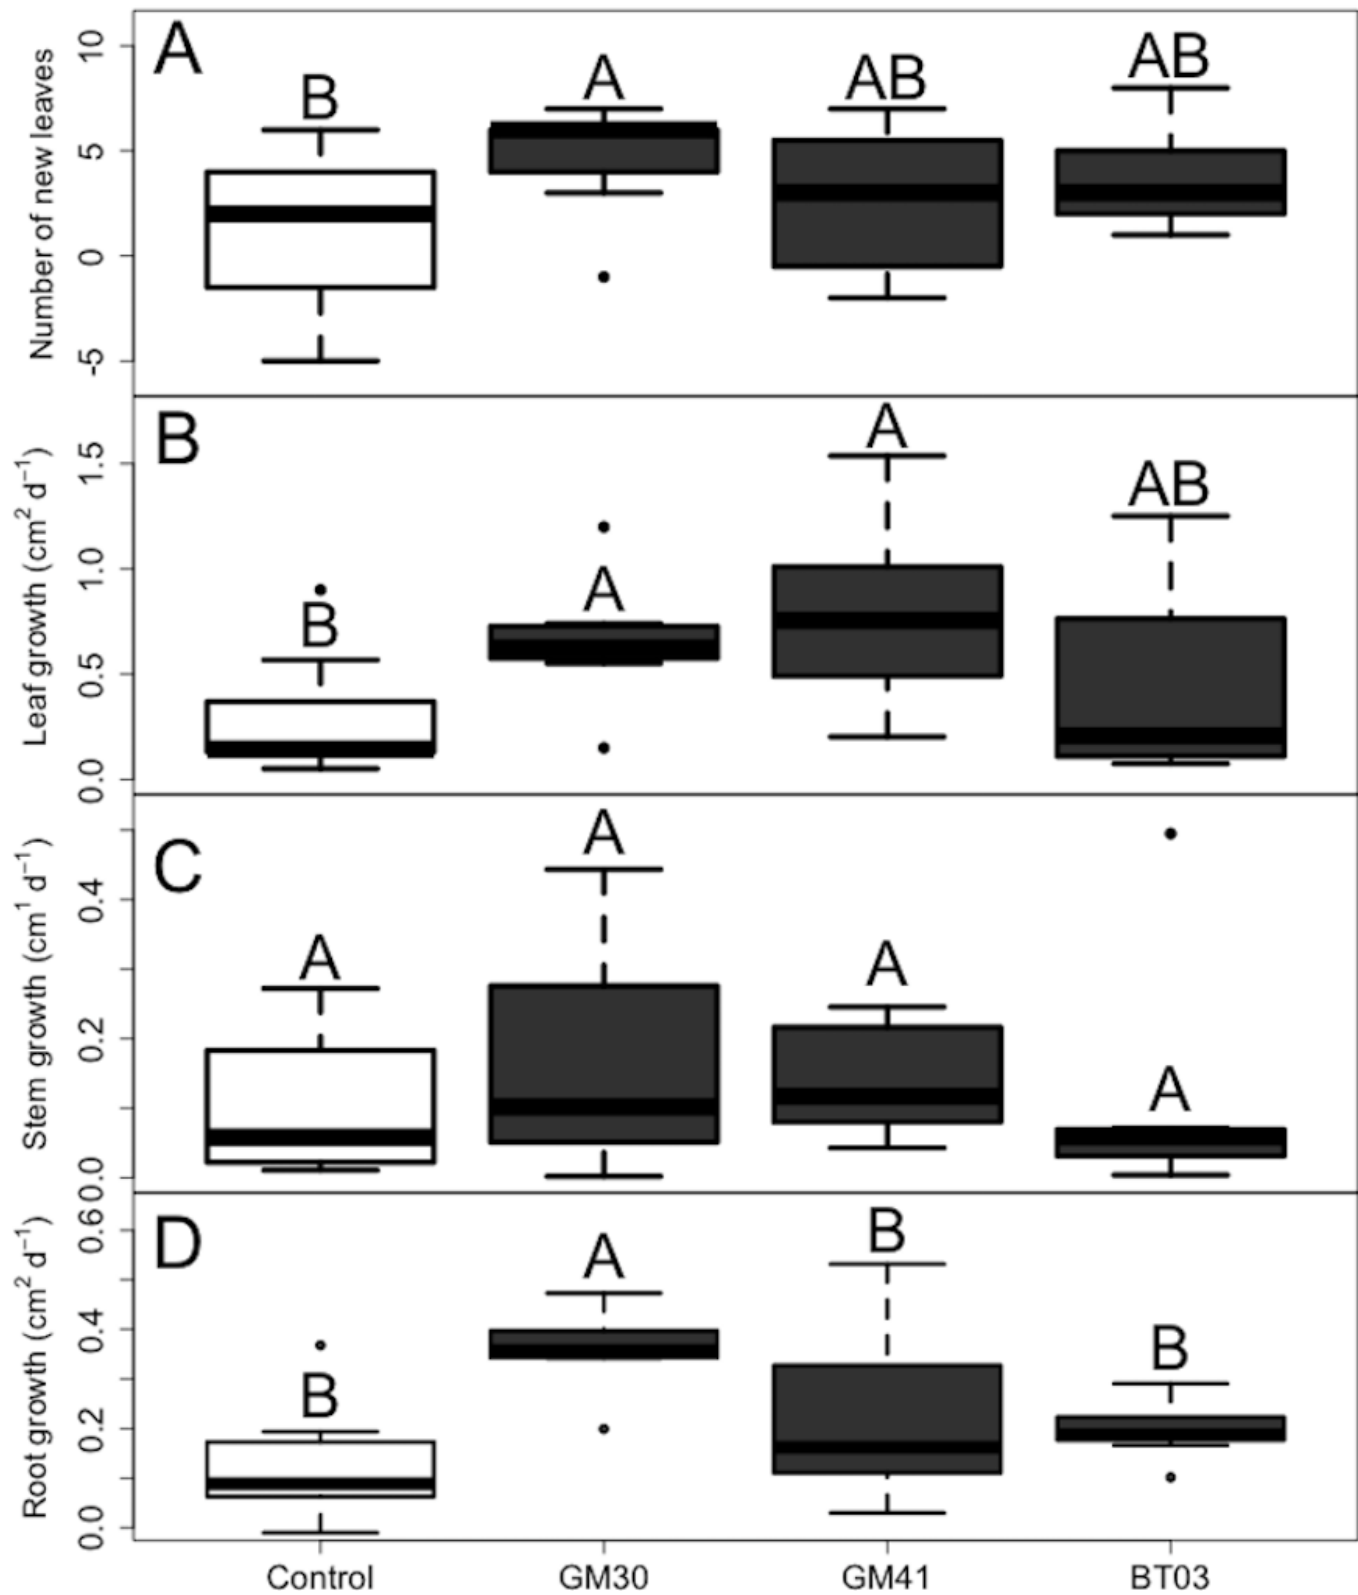 A
Number of new leaves
10
5
0
-5
B
A
AB
AB
B
Leaf growth (cm² d⁻¹)
1.5
1.0
0.5
0.0
B
A
A
AB
C
Stem growth (cm¹ d⁻¹)
0.4
0.2
0.0
A
A
A
A
D
Root growth (cm² d⁻¹)
0.6
0.4
0.2
0.0
B
A
B
B
Control GM30 GM41 BT03